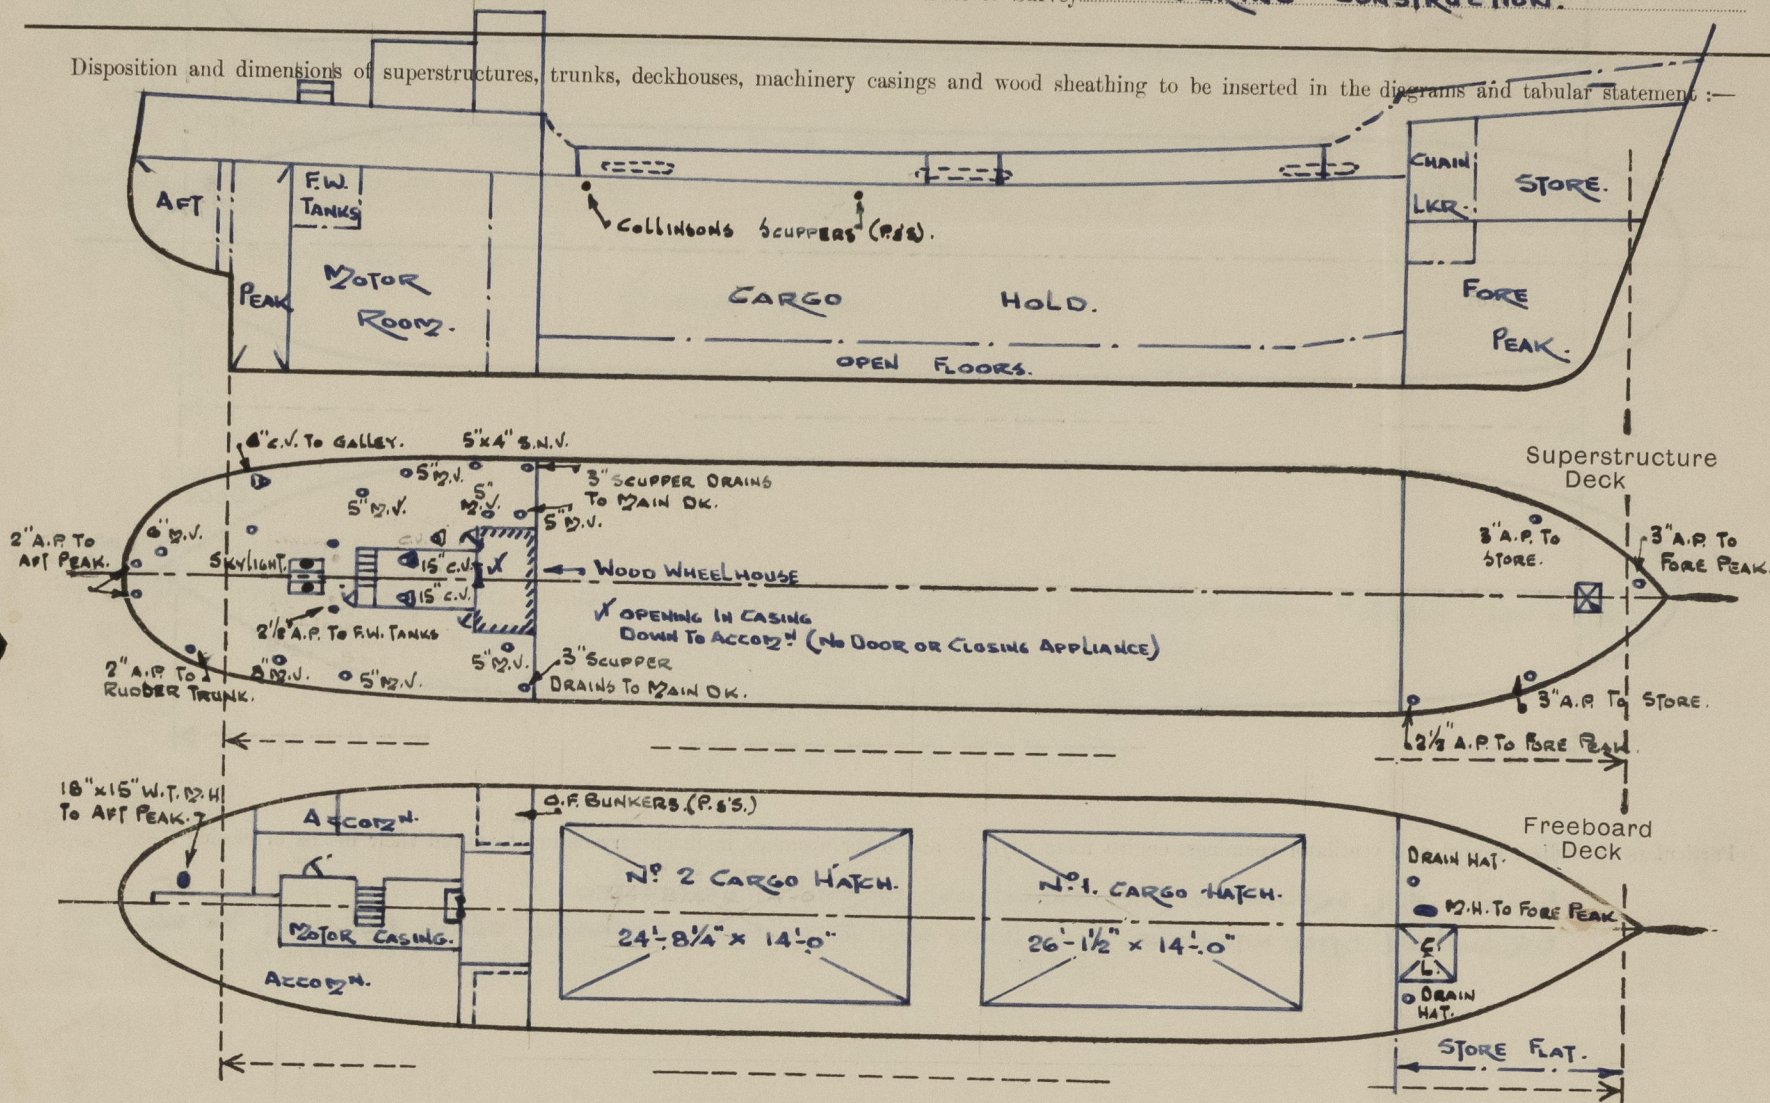 CONSTRUCTION.
Disposition and dimensions of superstructures, trunks, deckhouses, machinery casings and wood sheathing to be inserted in the diagrams and tabular statement :—
AFT
PEAK
F.W.
TANKS
MOTOR
ROOM.
COLLINSONS SCUPPERS (P.&S).
CARGO HOLD.
OPEN FLOORS.
CHAIN
LKR.
STORE.
FORE
PEAK.
6" C.V. TO GALLEY.
5"x4" S.N.V.
5" M.V.
5" M.V.
5"
M.V.
3" SCUPPER DRAINS
TO MAIN DK.
5" M.V.
Superstructure
Deck
2" A.P. TO
AFT PEAK.
6" M.V.
SKYLIGHT.
15" C.V.
15" C.V.
WOOD WHEELHOUSE
OPENING IN CASING
DOWN TO ACCOMN. (NO DOOR OR CLOSING APPLIANCE)
3" A.P. TO
STORE.
3" A.P. TO
FORE PEAK.
2½" A.P. TO F.W. TANKS
2" A.P. TO
RUDDER TRUNK.
5" M.V.
5" M.V.
3" SCUPPER
DRAINS TO MAIN DK.
3" A.P. TO STORE.
2½" A.P. TO FORE PEAK.
18"x15" W.T. M.H
TO AFT PEAK.
ACCOMN.
O.F. BUNKERS. (P.&S.)
Freeboard
Deck
Nº 2 CARGO HATCH.
24'-8¼" x 14'-0"
Nº 1. CARGO HATCH.
26'-1½" x 14'-0"
DRAIN HAT.
M.H. TO FORE PEAK
C.
L.
DRAIN
HAT.
MOTOR CASING.
ACCOMN.
STORE FLAT.